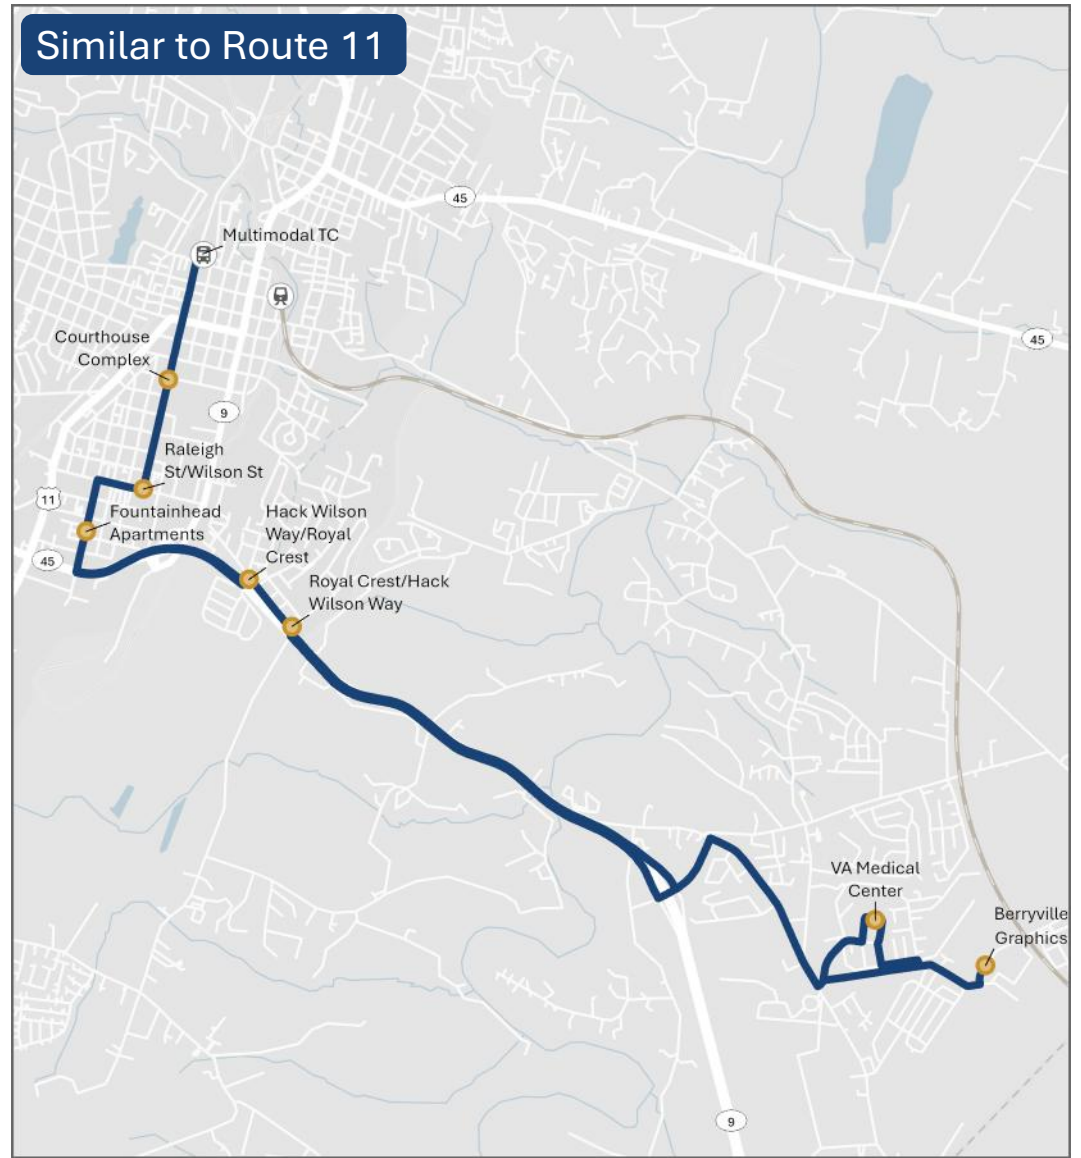 Similar to Route 11
45
Multimodal TC
Courthouse
Complex
45
9
Raleigh
St/Wilson St
11
Fountainhead
Apartments
Hack Wilson
Way/Royal
Crest
45
Royal Crest/Hack
Wilson Way
VA Medical
Center
Berryville
Graphics
9